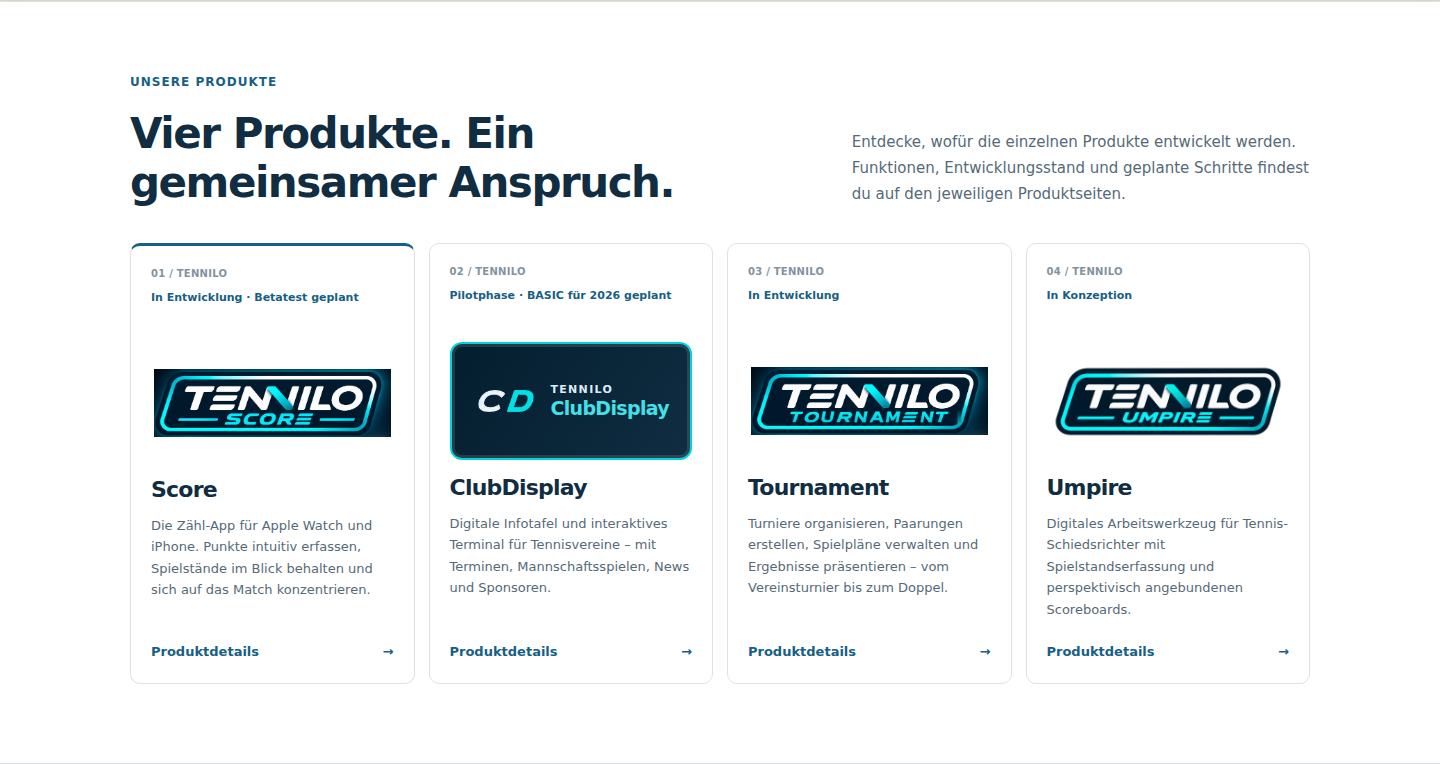 UNSERE PRODUKTE
Vier Produkte. Ein
gemeinsamer Anspruch.
Entdecke, wofür die einzelnen Produkte entwickelt werden.
Funktionen, Entwicklungsstand und geplante Schritte findest
du auf den jeweiligen Produktseiten.
01 / TENNILO
In Entwicklung · Betatest geplant
TENNILO
SCORE
Score
Die Zähl-App für Apple Watch und
iPhone. Punkte intuitiv erfassen,
Spielstände im Blick behalten und
sich auf das Match konzentrieren.
Produktdetails →
02 / TENNILO
Pilotphase · BASIC für 2026 geplant
CD
TENNILO
ClubDisplay
ClubDisplay
Digitale Infotafel und interaktives
Terminal für Tennisvereine – mit
Terminen, Mannschaftsspielen, News
und Sponsoren.
Produktdetails →
03 / TENNILO
In Entwicklung
TENNILO
TOURNAMENT
Tournament
Turniere organisieren, Paarungen
erstellen, Spielpläne verwalten und
Ergebnisse präsentieren – vom
Vereinsturnier bis zum Doppel.
Produktdetails →
04 / TENNILO
In Konzeption
TENNILO
UMPIRE
Umpire
Digitales Arbeitswerkzeug für Tennis-
Schiedsrichter mit
Spielstandserfassung und
perspektivisch angebundenen
Scoreboards.
Produktdetails →